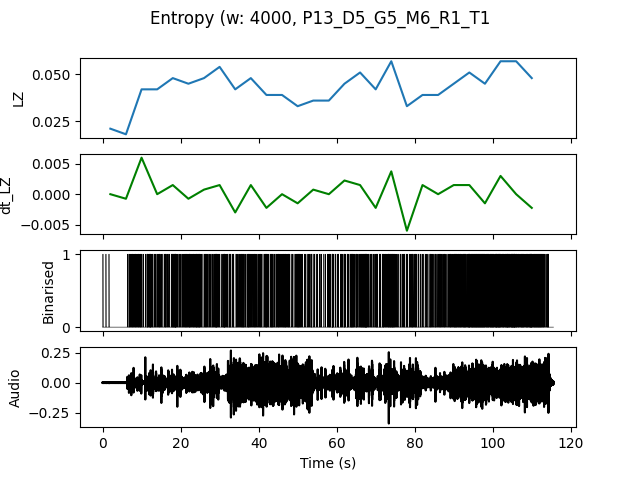 Entropy (w: 4000, P13_D5_G5_M6_R1_T1
LZ
0.050
0.025
dt_LZ
0.005
0.000
−0.005
Binarised
1
0
Audio
0.25
0.00
−0.25
0 20 40 60 80 100 120
Time (s)